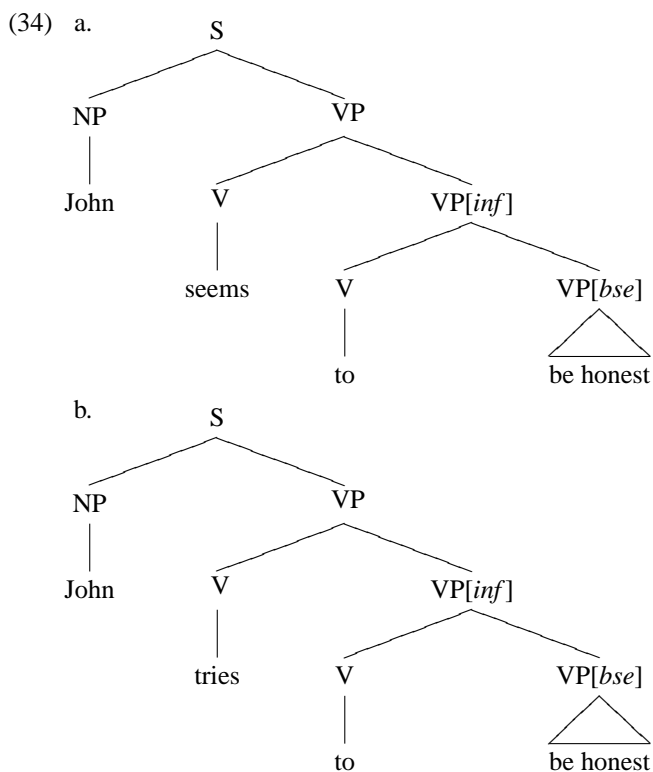 (34) a.
S
NP VP
John V VP[inf]
seems V VP[bse]
to be honest
b.
S
NP VP
John V VP[inf]
tries V VP[bse]
to be honest